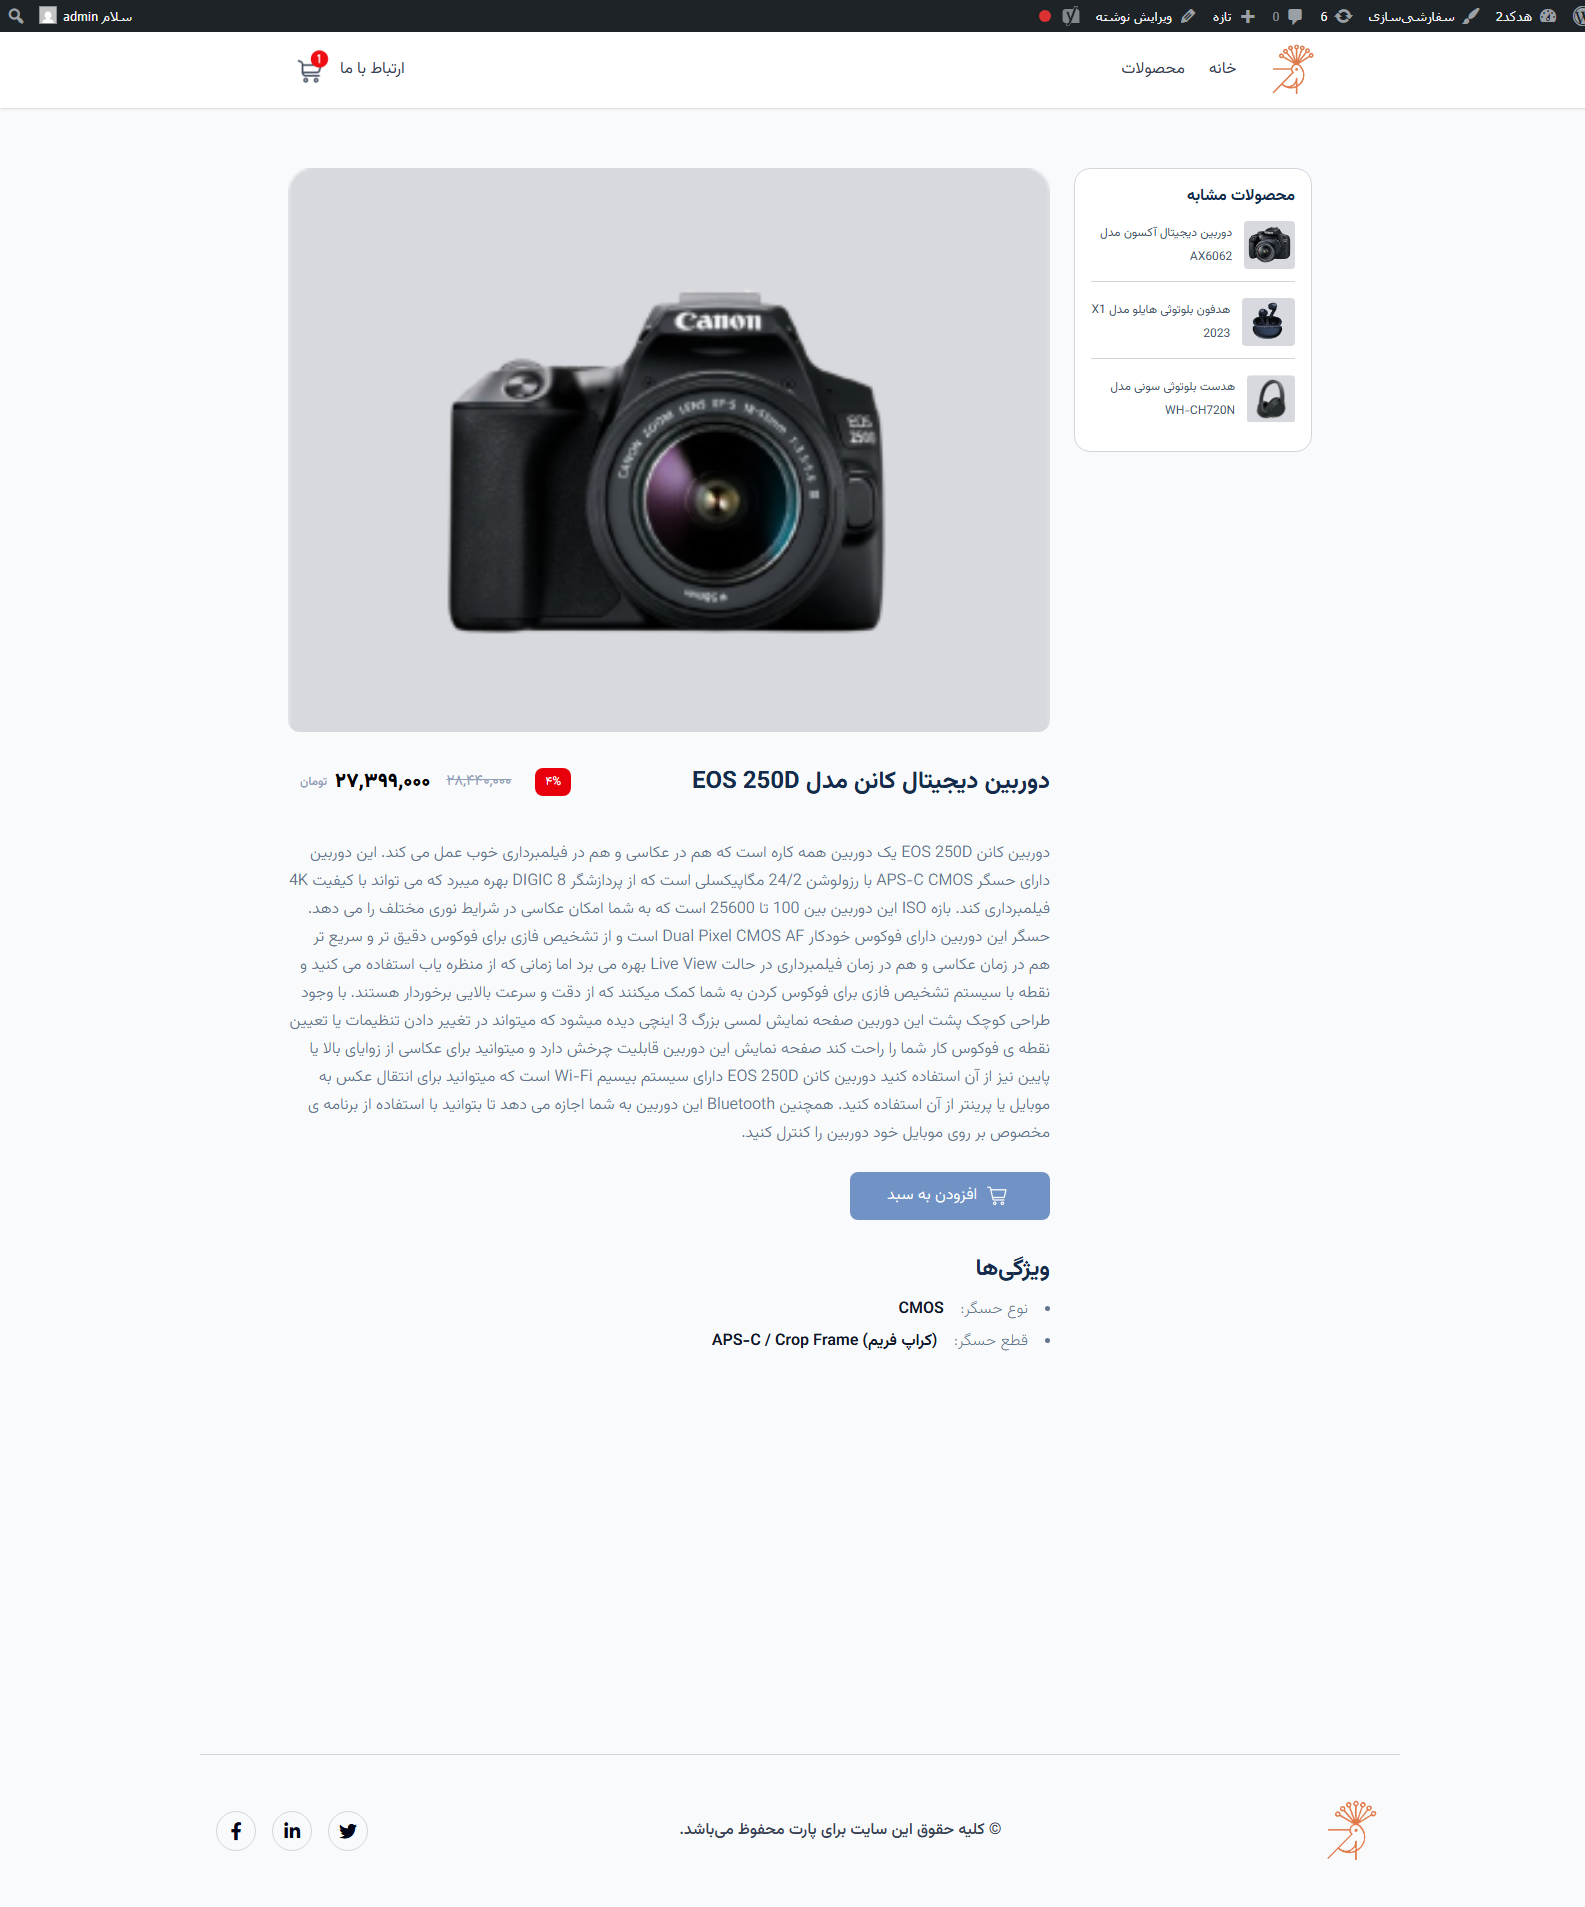 هدکد2
سفارشی‌سازی
6
0
تازه
ویرایش نوشته
سلام admin
خانه
محصولات
ارتباط با ما
1
محصولات مشابه
دوربین دیجیتال آکسون مدل
AX6062
هدفون بلوتوثی هایلو مدل X1
2023
هدست بلوتوثی سونی مدل
WH-CH720N
Canon
EOS
250D
CANON ZOOM LENS EF-S 18-55mm 1:3.5-5.6 III
58mm
دوربین دیجیتال کانن مدل EOS 250D
۴%
۲۸,۴۴۰,۰۰۰
۲۷,۳۹۹,۰۰۰ تومان
دوربین کانن EOS 250D یک دوربین همه کاره است که هم در عکاسی و هم در فیلمبرداری خوب عمل می کند. این دوربین
دارای حسگر APS-C CMOS با رزولوشن 24/2 مگاپیکسلی است که از پردازشگر DIGIC 8 بهره میبرد که می تواند با کیفیت 4K
فیلمبرداری کند. بازه ISO این دوربین بین 100 تا 25600 است که به شما امکان عکاسی در شرایط نوری مختلف را می دهد.
حسگر این دوربین دارای فوکوس خودکار Dual Pixel CMOS AF است و از تشخیص فازی برای فوکوس دقیق تر و سریع تر
هم در زمان عکاسی و هم در زمان فیلمبرداری در حالت Live View بهره می برد اما زمانی که از منظره یاب استفاده می کنید و
نقطه با سیستم تشخیص فازی برای فوکوس کردن به شما کمک میکنند که از دقت و سرعت بالایی برخوردار هستند. با وجود
طراحی کوچک پشت این دوربین صفحه نمایش لمسی بزرگ 3 اینچی دیده میشود که میتواند در تغییر دادن تنظیمات یا تعیین
نقطه ی فوکوس کار شما را راحت کند صفحه نمایش این دوربین قابلیت چرخش دارد و میتوانید برای عکاسی از زوایای بالا یا
پایین نیز از آن استفاده کنید دوربین کانن EOS 250D دارای سیستم بیسیم Wi-Fi است که میتوانید برای انتقال عکس به
موبایل یا پرینتر از آن استفاده کنید. همچنین Bluetooth این دوربین به شما اجازه می دهد تا بتوانید با استفاده از برنامه ی
مخصوص بر روی موبایل خود دوربین را کنترل کنید.
افزودن به سبد
ویژگی‌ها
• نوع حسگر: CMOS
• قطع حسگر: APS-C / Crop Frame (کراپ فریم)
© کلیه حقوق این سایت برای پارت محفوظ می‌باشد.